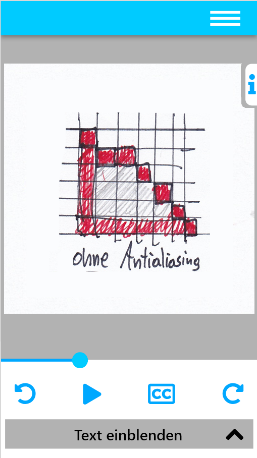 i
ohne Antialiasing
CC
Text einblenden